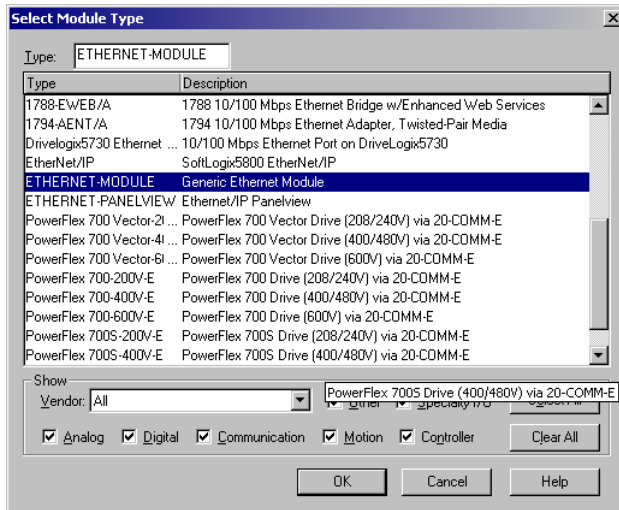 Select Module Type
Type: ETHERNET-MODULE
Type Description
1788-EWEB/A 1788 10/100 Mbps Ethernet Bridge w/Enhanced Web Services
1794-AENT/A 1794 10/100 Mbps Ethernet Adapter, Twisted-Pair Media
Drivelogix5730 Ethernet ... 10/100 Mbps Ethernet Port on DriveLogix5730
EtherNet/IP SoftLogix5800 EtherNet/IP
ETHERNET-MODULE Generic Ethernet Module
ETHERNET-PANELVIEW Ethernet/IP Panelview
PowerFlex 700 Vector-2( ... PowerFlex 700 Vector Drive (208/240V) via 20-COMM-E
PowerFlex 700 Vector-4( ... PowerFlex 700 Vector Drive (400/480V) via 20-COMM-E
PowerFlex 700 Vector-6( ... PowerFlex 700 Vector Drive (600V) via 20-COMM-E
PowerFlex 700-200V-E PowerFlex 700 Drive (208/240V) via 20-COMM-E
PowerFlex 700-400V-E PowerFlex 700 Drive (400/480V) via 20-COMM-E
PowerFlex 700-600V-E PowerFlex 700 Drive (600V) via 20-COMM-E
PowerFlex 700S-200V-E PowerFlex 700S Drive (208/240V) via 20-COMM-E
PowerFlex 700S-400V-E PowerFlex 700S Drive (400/480V) via 20-COMM-E
Show
Vendor: All
PowerFlex 700S Drive (400/480V) via 20-COMM-E
Other Specialty I/O
Analog Digital Communication Motion Controller Clear All
OK Cancel Help